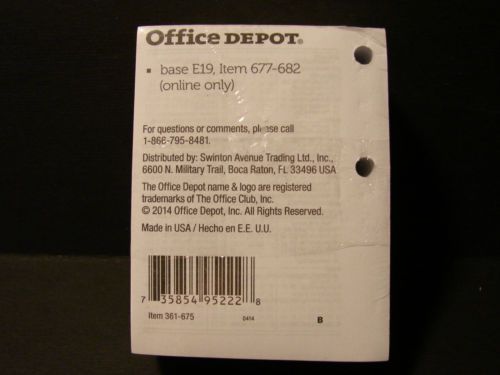 Office DEPOT®
▪ base E19, Item 677-682
(online only)
For questions or comments, please call
1-866-795-8481.
Distributed by: Swinton Avenue Trading Ltd., Inc.,
6600 N. Military Trail, Boca Raton, FL 33496 USA
The Office Depot name & logo are registered
trademarks of The Office Club, Inc.
© 2014 Office Depot, Inc. All Rights Reserved.
Made in USA / Hecho en E.E. U.U.
7 35854 95222 8
Item 361-675 0414 B